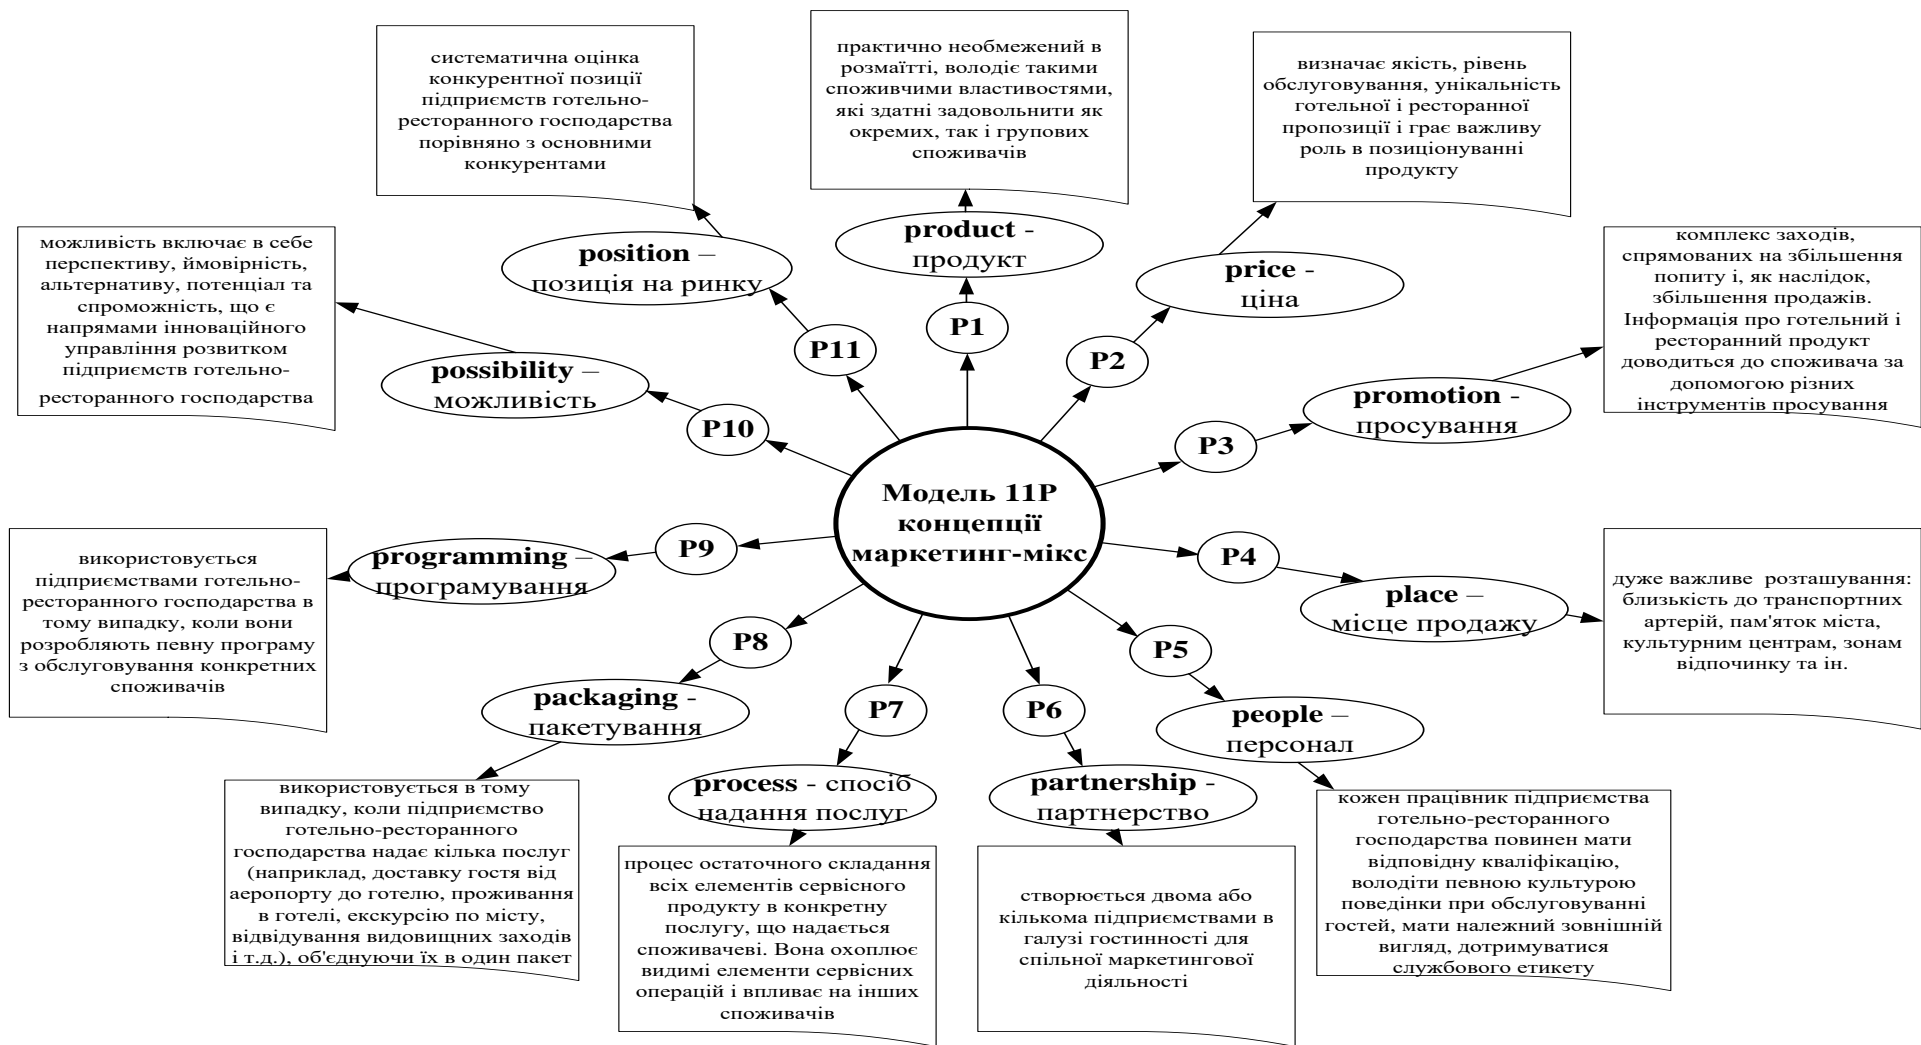 Модель 11Р
концепції
маркетинг-мікс
P1
product -
продукт
практично необмежений в
розмаїтті, володіє такими
споживчими властивостями,
які здатні задовольнити як
окремих, так і групових
споживачів
P2
price -
ціна
визначає якість, рівень
обслуговування, унікальність
готельної і ресторанної
пропозиції і грає важливу
роль в позиціонуванні
продукту
P3
promotion -
просування
комплекс заходів,
спрямованих на збільшення
попиту і, як наслідок,
збільшення продажів.
Інформація про готельний і
ресторанний продукт
доводиться до споживача за
допомогою різних
інструментів просування
P4
place –
місце продажу
дуже важливе розташування:
близькість до транспортних
артерій, пам'яток міста,
культурним центрам, зонам
відпочинку та ін.
P5
people –
персонал
кожен працівник підприємства
готельно-ресторанного
господарства повинен мати
відповідну кваліфікацію,
володіти певною культурою
поведінки при обслуговуванні
гостей, мати належний зовнішній
вигляд, дотримуватися
службового етикету
P6
partnership -
партнерство
створюється двома або
кількома підприємствами в
галузі гостинності для
спільної маркетингової
діяльності
P7
process - спосіб
надання послуг
процес остаточного складання
всіх елементів сервісного
продукту в конкретну
послугу, що надається
споживачеві. Вона охоплює
видимі елементи сервісних
операцій і впливає на інших
споживачів
P8
packaging -
пакетування
використовується в тому
випадку, коли підприємство
готельно-ресторанного
господарства надає кілька послуг
(наприклад, доставку гостя від
аеропорту до готелю, проживання
в готелі, екскурсію по місту,
відвідування видовищних заходів
і т.д.), об'єднуючи їх в один пакет
P9
programming –
програмування
використовується
підприємствами готельно-
ресторанного господарства в
тому випадку, коли вони
розробляють певну програму
з обслуговування конкретних
споживачів
P10
possibility –
можливість
можливість включає в себе
перспективу, ймовірність,
альтернативу, потенціал та
спроможність, що є
напрямами інноваційного
управління розвитком
підприємств готельно-
ресторанного господарства
P11
position –
позиція на ринку
систематична оцінка
конкурентної позиції
підприємств готельно-
ресторанного господарства
порівняно з основними
конкурентами